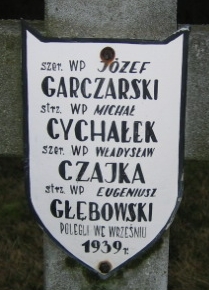 szer. WP JÓZEF
GARCZARSKI
strz. WP MICHAŁ
CYCHAŁEK
szer. WP WŁADYSŁAW
CZAJKA
strz. WP EUGENIUSZ
GŁĘBOWSKI
POLEGLI WE WRZEŚNIU
1939 r.